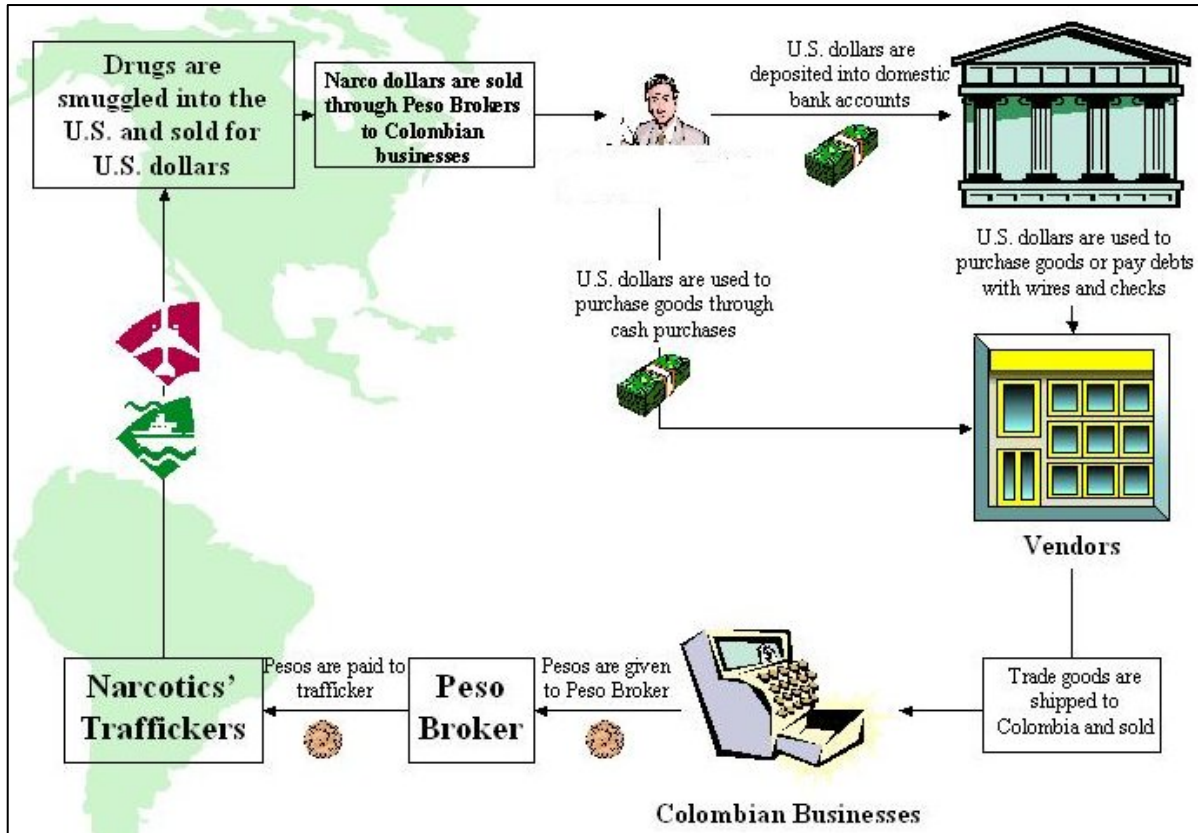 Drugs are
smuggled into the
U.S. and sold for
U.S. dollars
Narco dollars are sold
through Peso Brokers
to Colombian
businesses
U.S. dollars are
deposited into domestic
bank accounts
U.S. dollars are used to
purchase goods or pay debts
with wires and checks
U.S. dollars are used to
purchase goods through
cash purchases
Vendors
Trade goods are
shipped to
Colombia and sold
Colombian Businesses
Pesos are given
to Peso Broker
Peso
Broker
Pesos are paid to
trafficker
Narcotics'
Traffickers